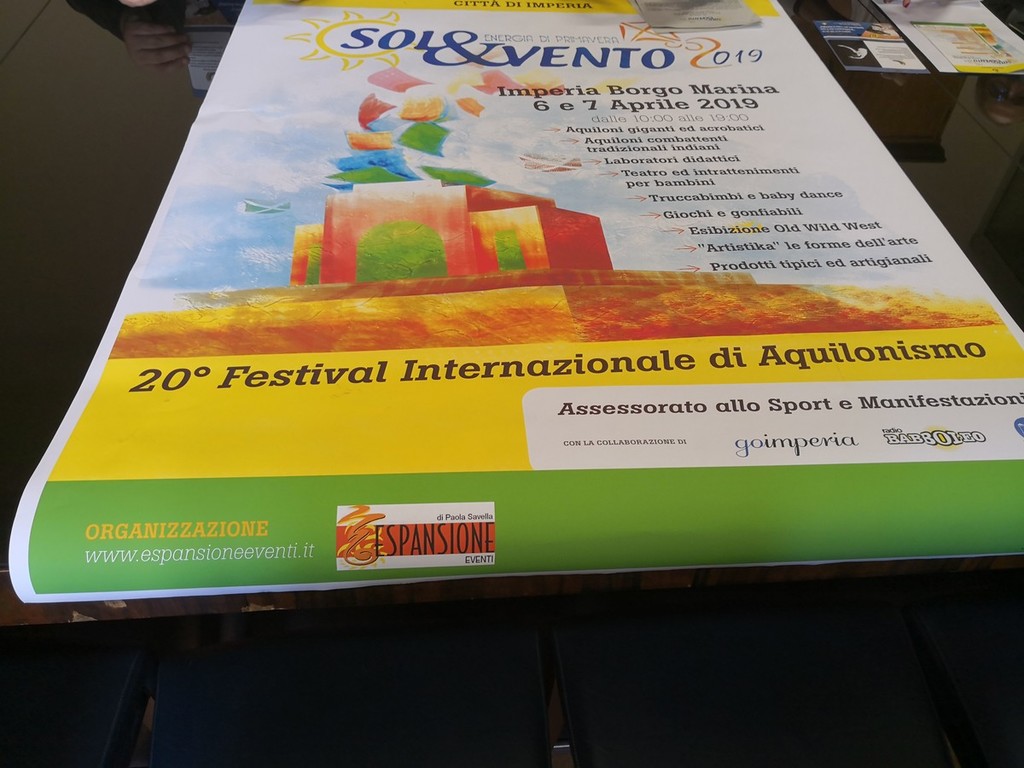 CITTÀ DI IMPERIA
ENERGIA DI PRIMAVERA
SOL&VENTO 2019
Imperia Borgo Marina
6 e 7 Aprile 2019
dalle 10:00 alle 19:00
Aquiloni giganti ed acrobatici
Aquiloni combattenti
tradizionali indiani
Laboratori didattici
Teatro ed intrattenimenti
per bambini
Truccabimbi e baby dance
Giochi e gonfiabili
Esibizione Old Wild West
"Artistika" le forme dell'arte
Prodotti tipici ed artigianali
20° Festival Internazionale di Aquilonismo
Assessorato allo Sport e Manifestazioni
CON LA COLLABORAZIONE DI
goimperia
radio
BABBOLEO
ORGANIZZAZIONE
www.espansioneeventi.it
di Paola Savella
ESPANSIONE
EVENTI